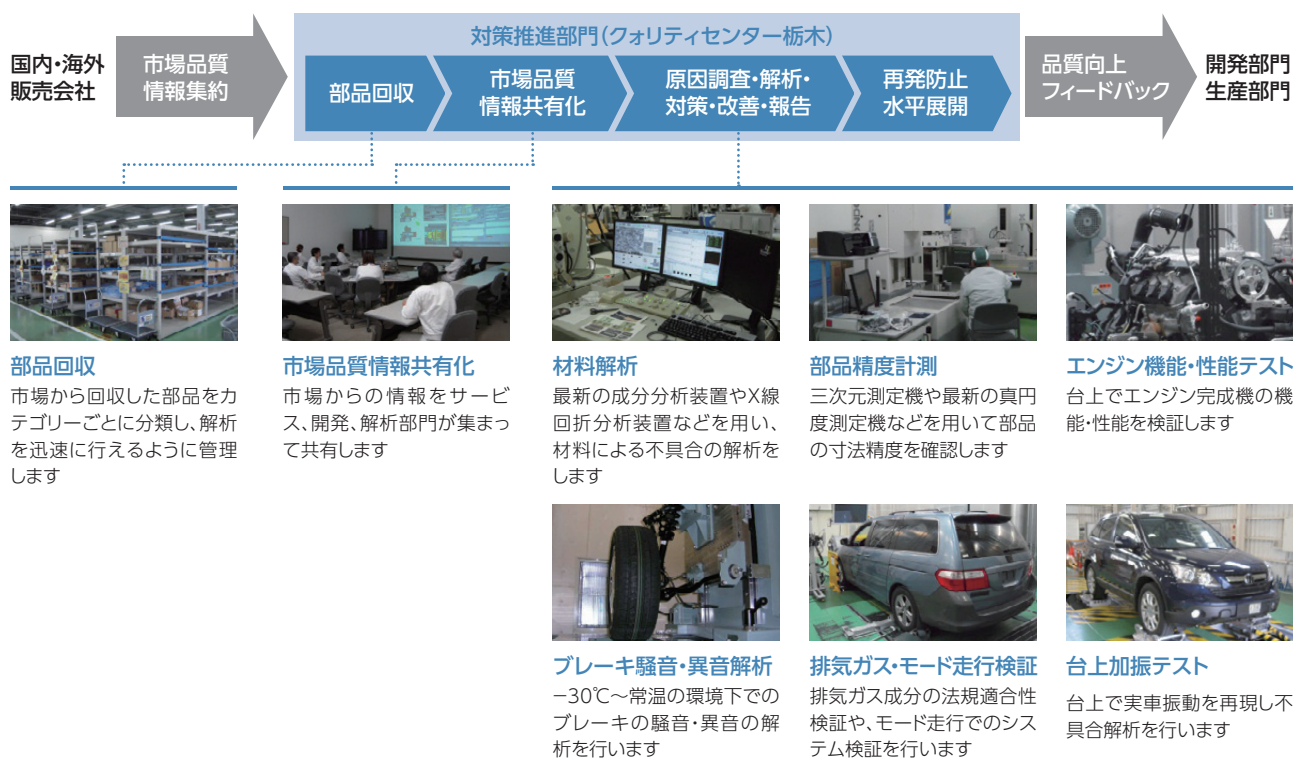 対策推進部門（クォリティセンター栃木）
国内・海外
販売会社
市場品質
情報集約
部品回収
市場品質
情報共有化
原因調査・解析・
対策・改善・報告
再発防止
水平展開
品質向上
フィードバック
開発部門
生産部門
部品回収
市場から回収した部品をカ
テゴリーごとに分類し、解析
を迅速に行えるように管理
します
市場品質情報共有化
市場からの情報をサービ
ス、開発、解析部門が集まっ
て共有します
材料解析
最新の成分分析装置やX線
回折分析装置などを用い、
材料による不具合の解析を
します
部品精度計測
三次元測定機や最新の真円
度測定機などを用いて部品
の寸法精度を確認します
エンジン機能・性能テスト
台上でエンジン完成機の機
能・性能を検証します
ブレーキ騒音・異音解析
−30℃〜常温の環境下での
ブレーキの騒音・異音の解
析を行います
排気ガス・モード走行検証
排気ガス成分の法規適合性
検証や、モード走行でのシス
テム検証を行います
台上加振テスト
台上で実車振動を再現し不
具合解析を行います